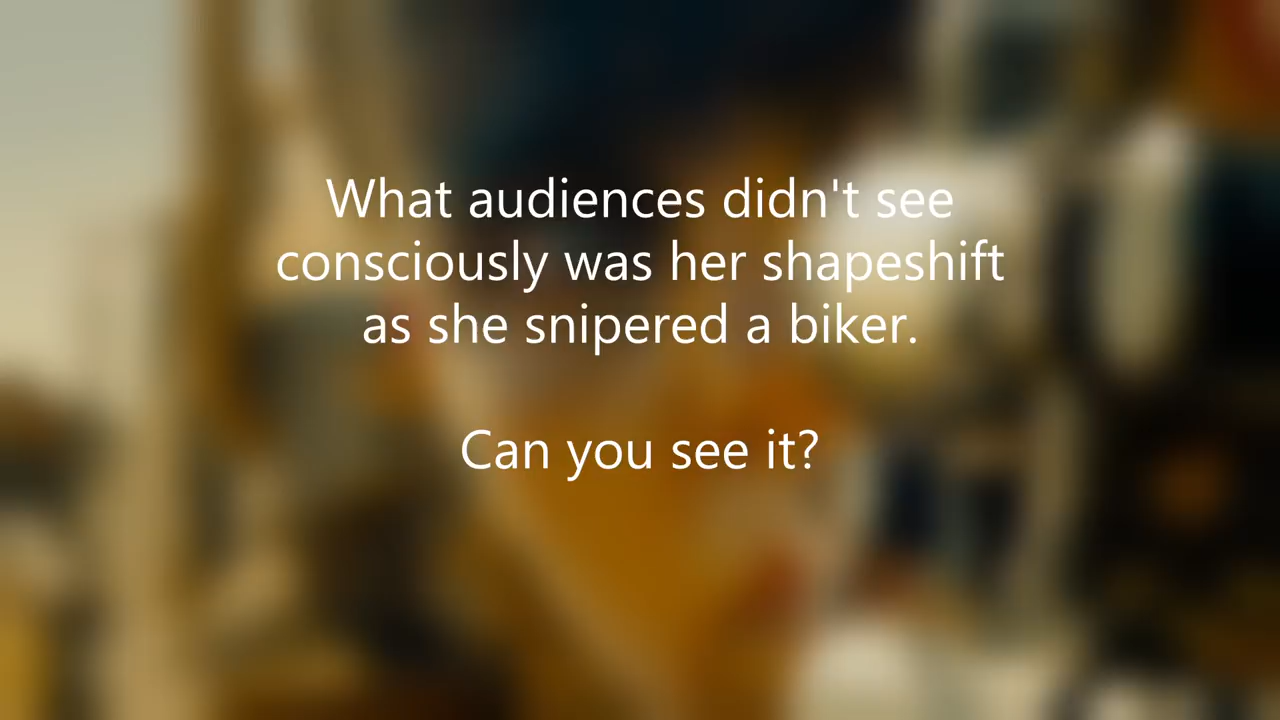 What audiences didn't see
consciously was her shapeshift
as she snipered a biker.
Can you see it?